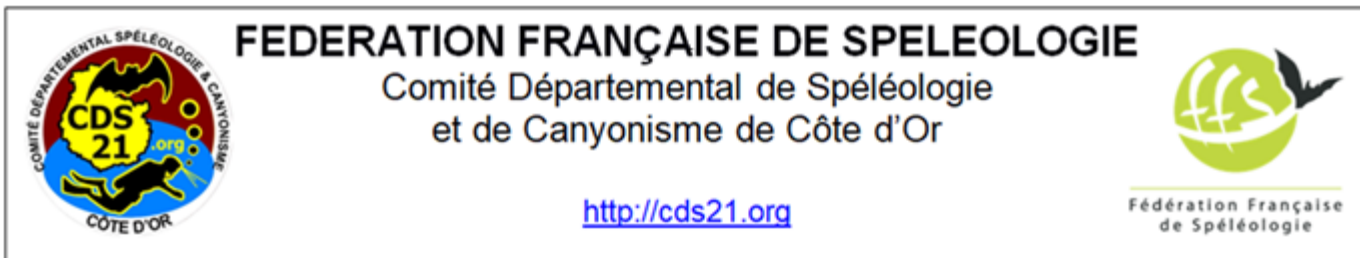 COMITÉ DÉPARTEMENTAL SPÉLÉOLOGIE & CANYONISME
CDS
21
.org
CÔTE D'OR
FEDERATION FRANÇAISE DE SPELEOLOGIE
Comité Départemental de Spéléologie
et de Canyonisme de Côte d'Or
http://cds21.org
ffs
Fédération Française
de Spéléologie